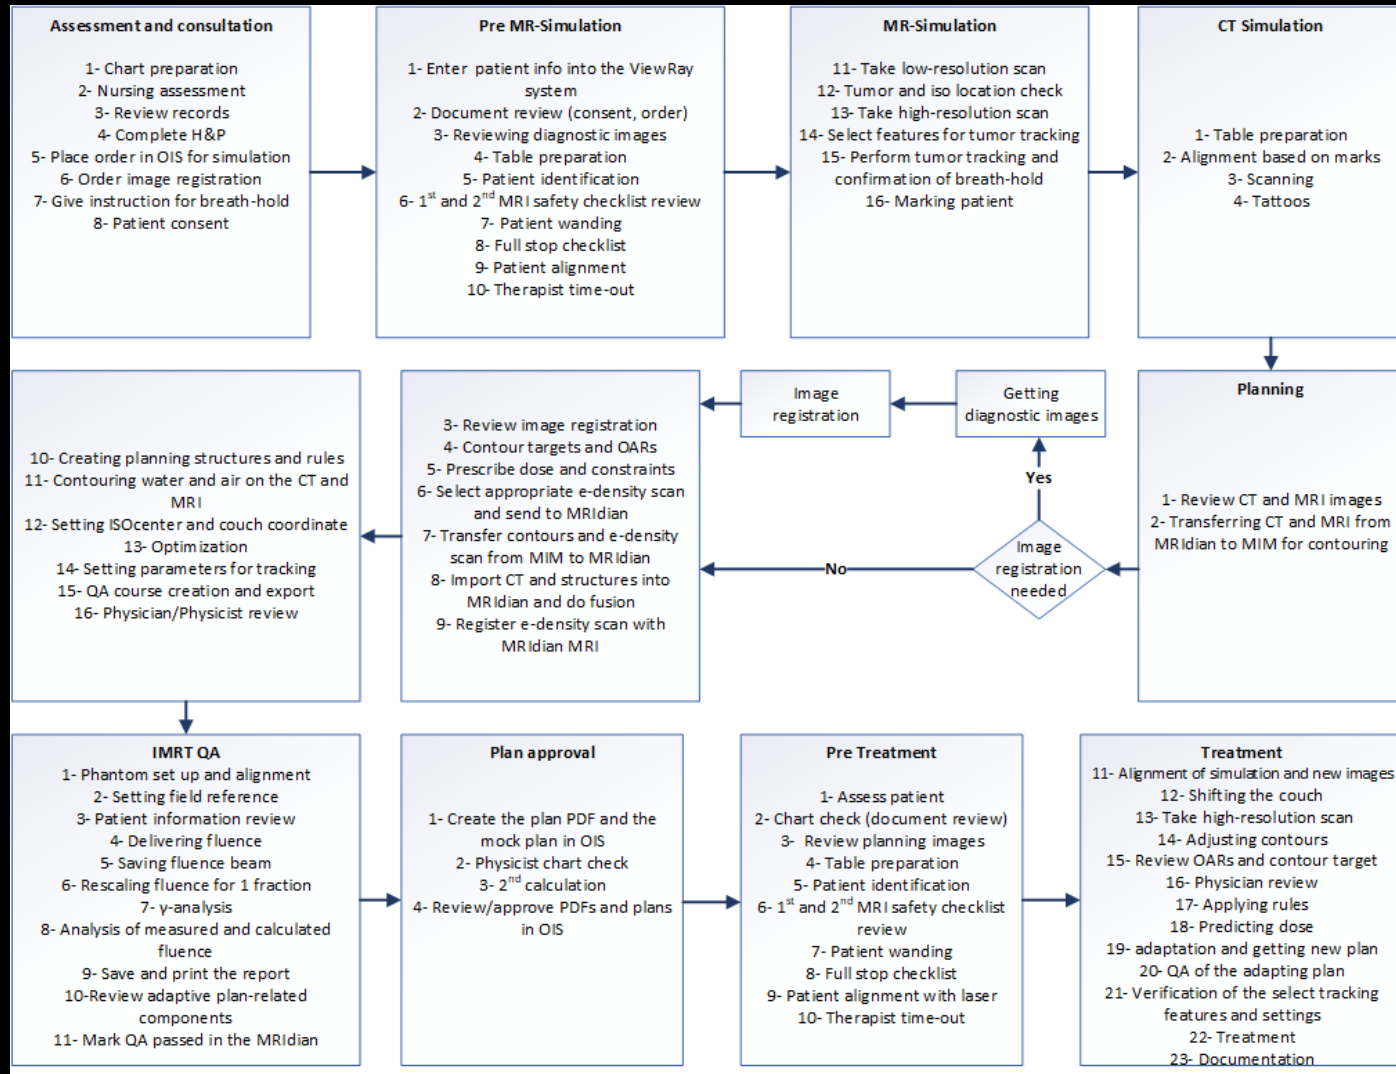 Assessment and consultation
1- Chart preparation
2- Nursing assessment
3- Review records
4- Complete H&P
5- Place order in OIS for simulation
6- Order image registration
7- Give instruction for breath-hold
8- Patient consent
Pre MR-Simulation
1- Enter patient info into the ViewRay
system
2- Document review (consent, order)
3- Reviewing diagnostic images
4- Table preparation
5- Patient identification
6- 1st and 2nd MRI safety checklist review
7- Patient wanding
8- Full stop checklist
9- Patient alignment
10- Therapist time-out
MR-Simulation
11- Take low-resolution scan
12- Tumor and iso location check
13- Take high-resolution scan
14- Select features for tumor tracking
15- Perform tumor tracking and
confirmation of breath-hold
16- Marking patient
CT Simulation
1- Table preparation
2- Alignment based on marks
3- Scanning
4- Tattoos
Planning
1- Review CT and MRI images
2- Transferring CT and MRI from
MRIdian to MIM for contouring
Image
registration
needed
Yes
No
Getting
diagnostic images
Image
registration
3- Review image registration
4- Contour targets and OARs
5- Prescribe dose and constraints
6- Select appropriate e-density scan
and send to MRIdian
7- Transfer contours and e-density
scan from MIM to MRIdian
8- Import CT and structures into
MRIdian and do fusion
9- Register e-density scan with
MRIdian MRI
10- Creating planning structures and rules
11- Contouring water and air on the CT and
MRI
12- Setting ISOcenter and couch coordinate
13- Optimization
14- Setting parameters for tracking
15- QA course creation and export
16- Physician/Physicist review
IMRT QA
1- Phantom set up and alignment
2- Setting field reference
3- Patient information review
4- Delivering fluence
5- Saving fluence beam
6- Rescaling fluence for 1 fraction
7- γ-analysis
8- Analysis of measured and calculated
fluence
9- Save and print the report
10-Review adaptive plan-related
components
11- Mark QA passed in the MRIdian
Plan approval
1- Create the plan PDF and the
mock plan in OIS
2- Physicist chart check
3- 2nd calculation
4- Review/approve PDFs and plans
in OIS
Pre Treatment
1- Assess patient
2- Chart check (document review)
3- Review planning images
4- Table preparation
5- Patient identification
6- 1st and 2nd MRI safety checklist
review
7- Patient wanding
8- Full stop checklist
9- Patient alignment with laser
10- Therapist time-out
Treatment
11- Alignment of simulation and new images
12- Shifting the couch
13- Take high-resolution scan
14- Adjusting contours
15- Review OARs and contour target
16- Physician review
17- Applying rules
18- Predicting dose
19- adaptation and getting new plan
20- QA of the adapting plan
21- Verification of the select tracking
features and settings
22- Treatment
23- Documentation